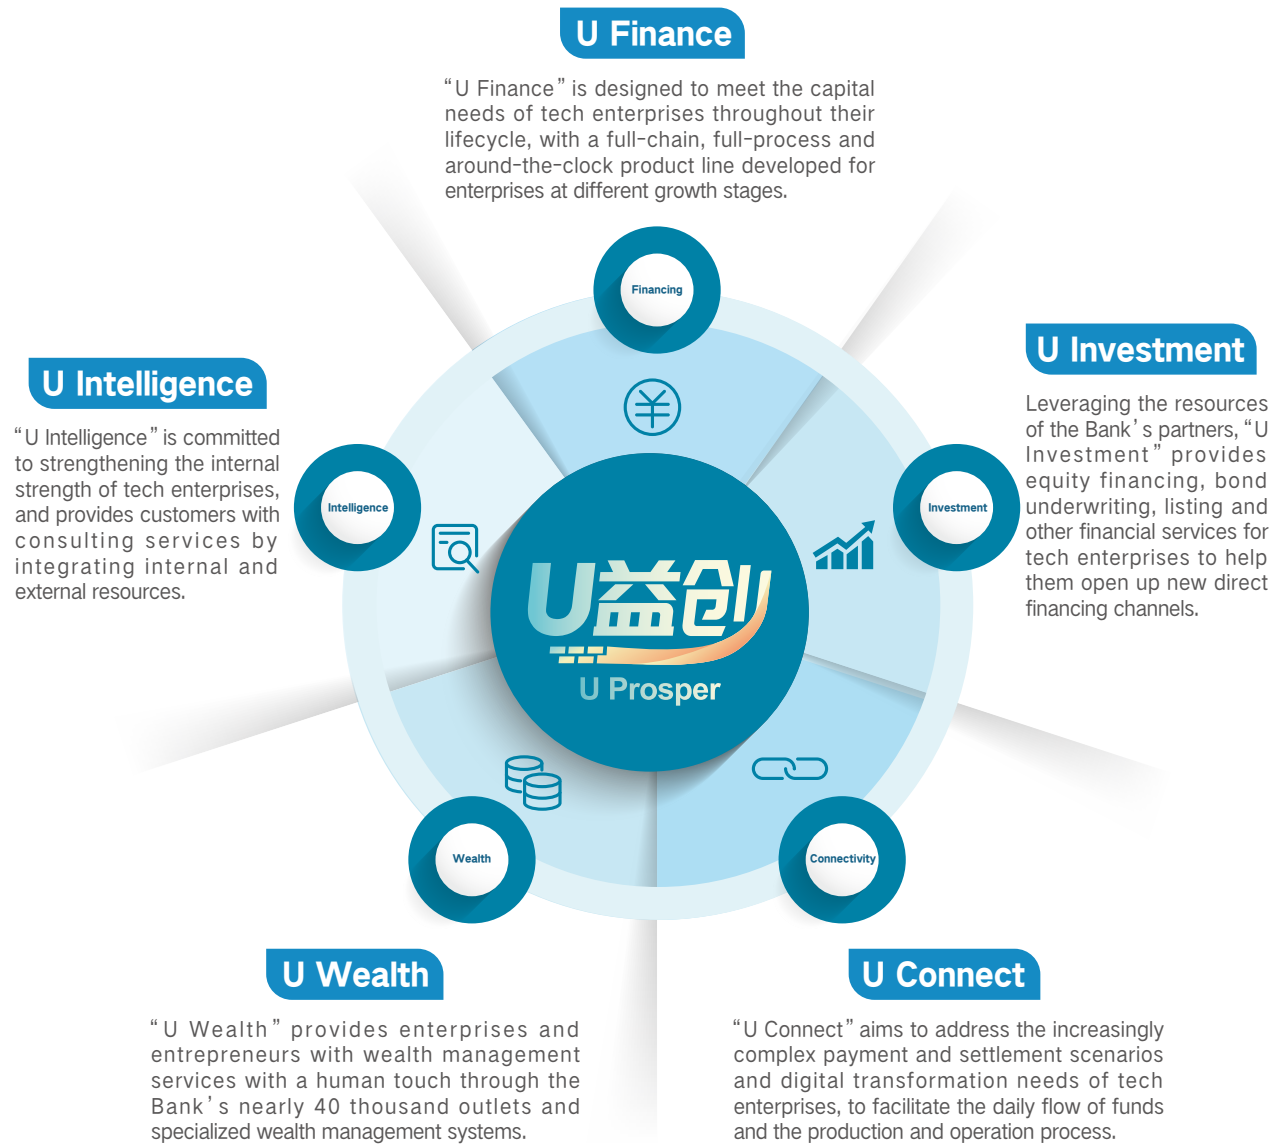 U Finance
“U Finance” is designed to meet the capital
needs of tech enterprises throughout their
lifecycle, with a full-chain, full-process and
around-the-clock product line developed for
enterprises at different growth stages.
Financing
U Investment
Leveraging the resources
of the Bank’s partners, “U
Investment” provides
equity financing, bond
underwriting, listing and
other financial services for
tech enterprises to help
them open up new direct
financing channels.
Investment
U Intelligence
“U Intelligence” is committed
to strengthening the internal
strength of tech enterprises,
and provides customers with
consulting services by
integrating internal and
external resources.
Intelligence
U益创
U Prosper
Wealth
Connectivity
U Wealth
“U Wealth” provides enterprises and
entrepreneurs with wealth management
services with a human touch through the
Bank’s nearly 40 thousand outlets and
specialized wealth management systems.
U Connect
“U Connect” aims to address the increasingly
complex payment and settlement scenarios
and digital transformation needs of tech
enterprises, to facilitate the daily flow of funds
and the production and operation process.